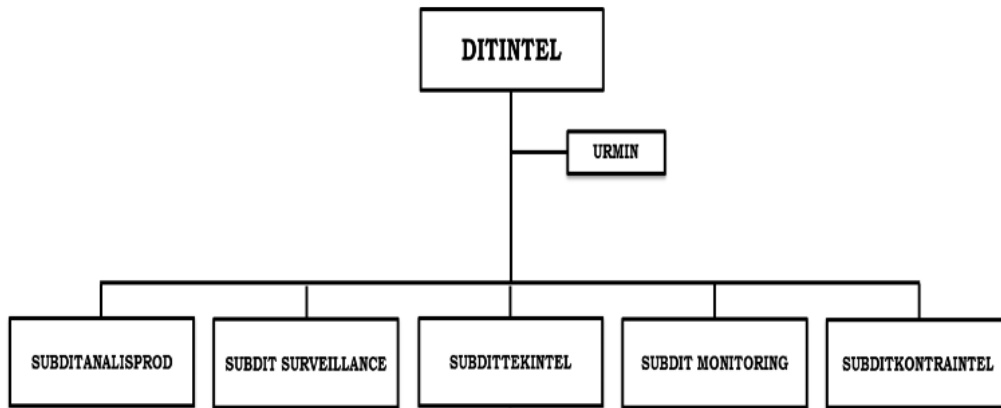 DITINTEL
URMIN
SUBDITANALISPROD
SUBDIT SURVEILLANCE
SUBDITTEKINTEL
SUBDIT MONITORING
SUBDITKONTRAINTEL